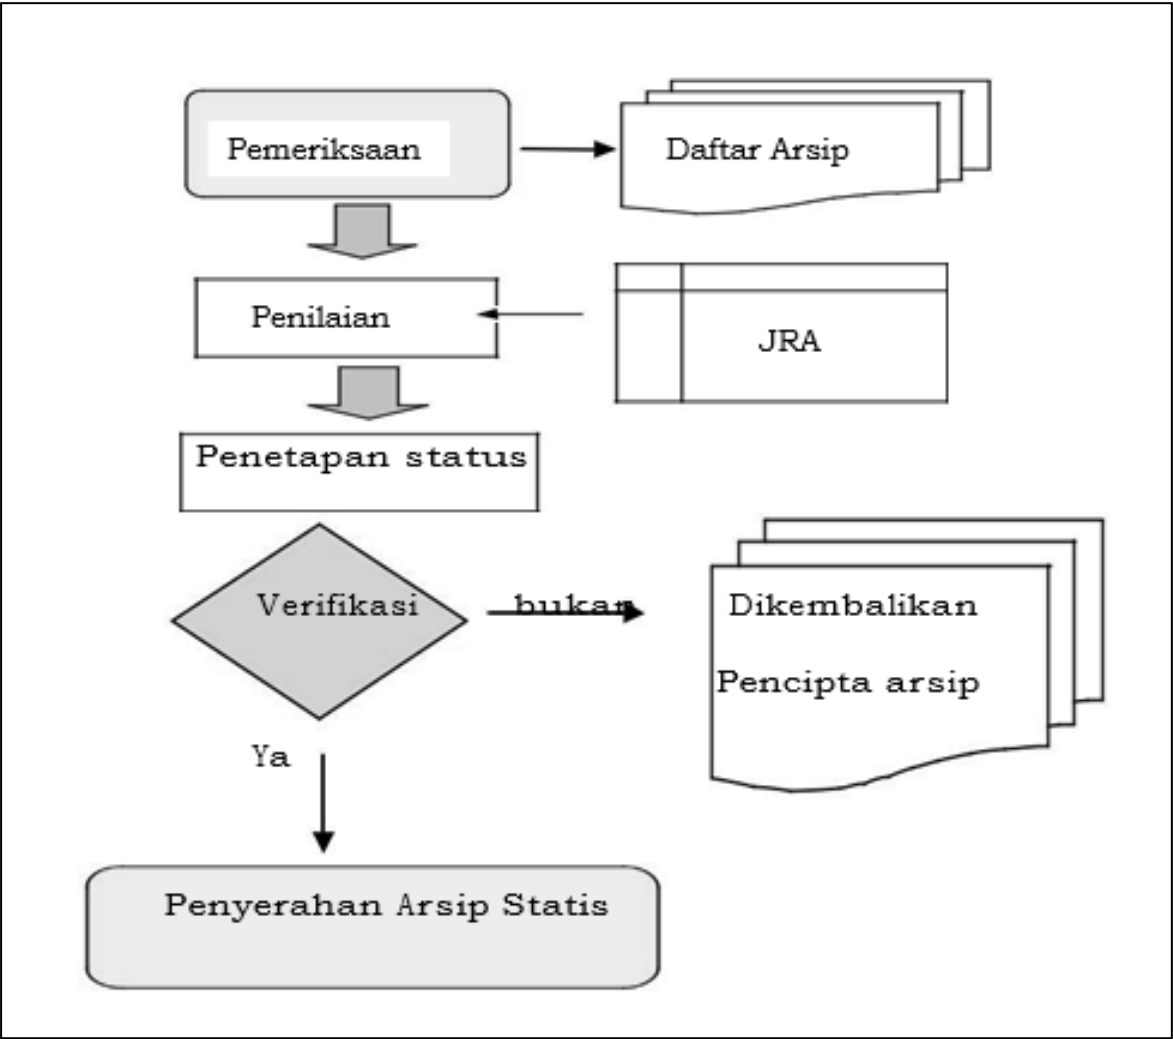 Pemeriksaan
Daftar Arsip
Penilaian
JRA
Penetapan status
Verifikasi
bukan
Dikembalikan
Pencipta arsip
Ya
Penyerahan Arsip Statis